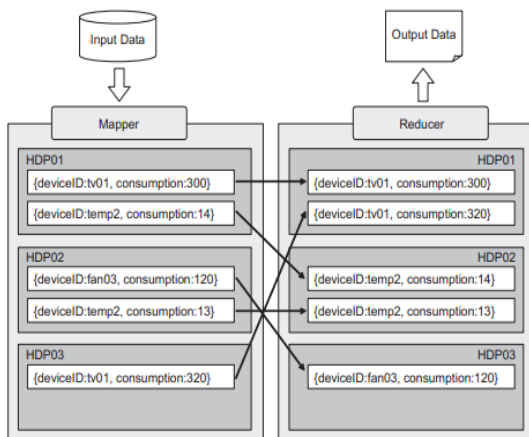 Input Data
Output Data
Mapper
Reducer
HDP01
{deviceID:tv01, consumption:300}
{deviceID:temp2, consumption:14}
HDP02
{deviceID:fan03, consumption:120}
{deviceID:temp2, consumption:13}
HDP03
{deviceID:tv01, consumption:320}
HDP01
{deviceID:tv01, consumption:300}
{deviceID:tv01, consumption:320}
HDP02
{deviceID:temp2, consumption:14}
{deviceID:temp2, consumption:13}
HDP03
{deviceID:fan03, consumption:120}